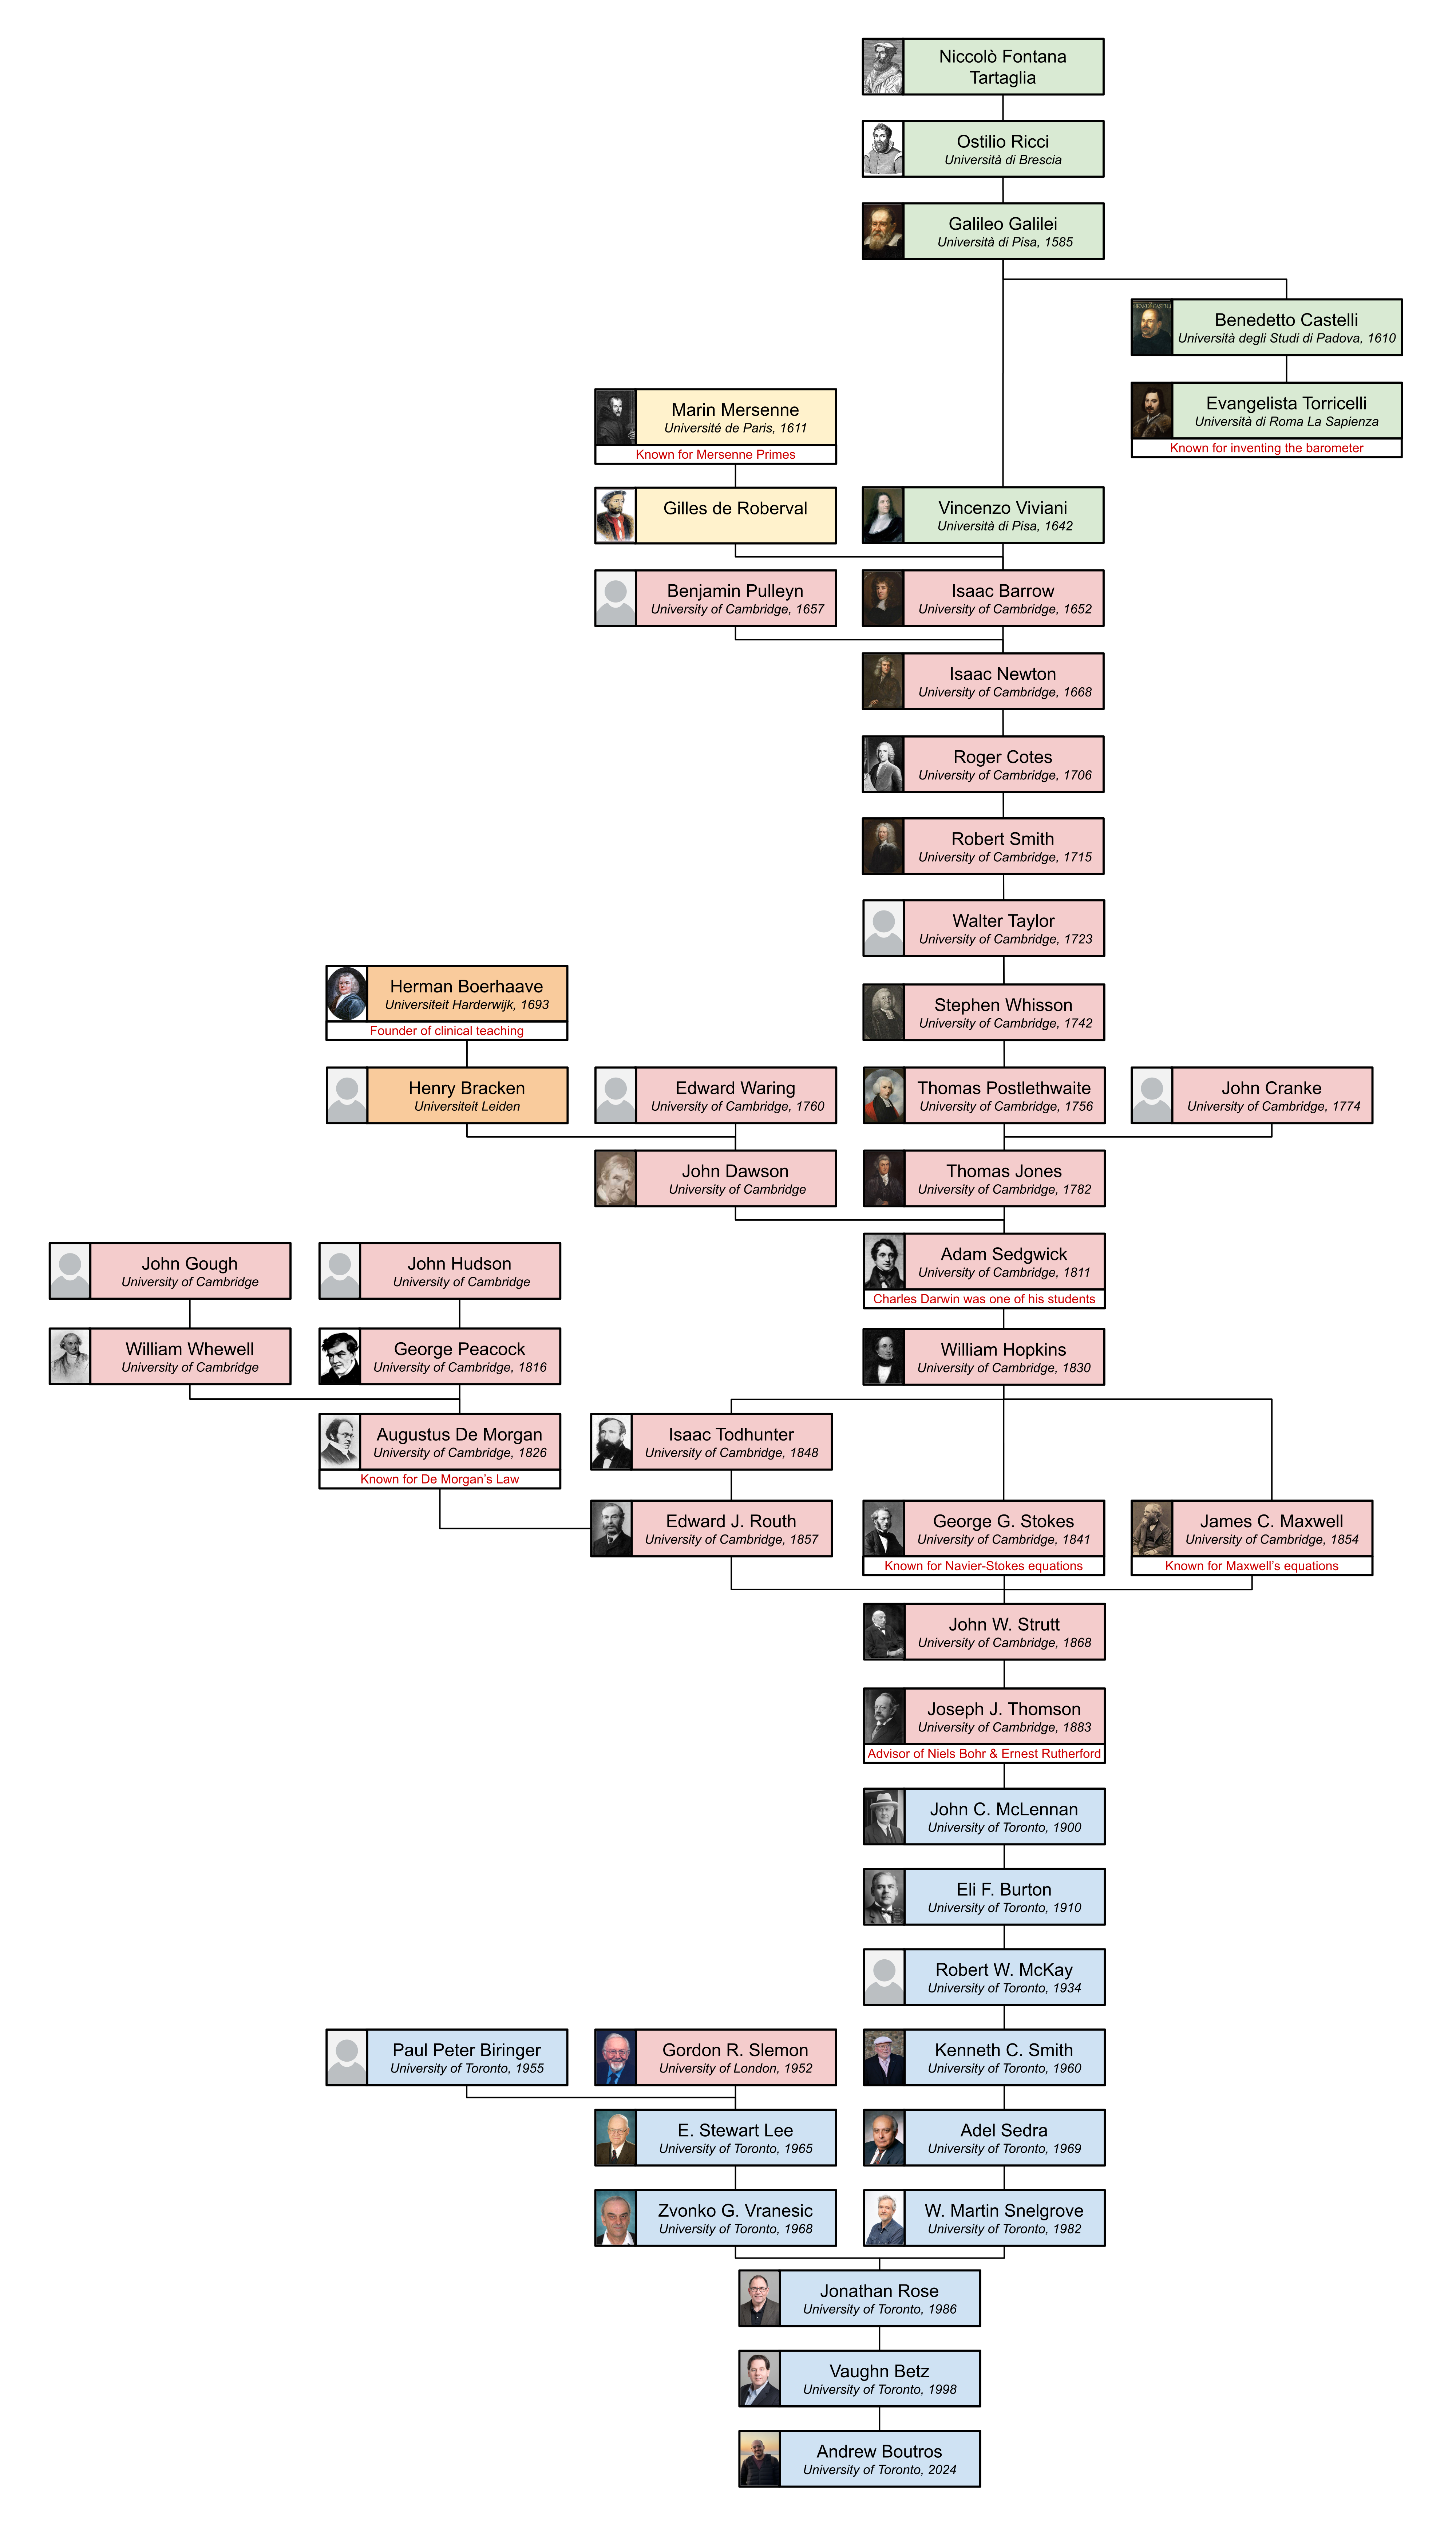 Niccolò Fontana
Tartaglia
Ostilio Ricci
Università di Brescia
Galileo Galilei
Università di Pisa, 1585
Benedetto Castelli
Università degli Studi di Padova, 1610
Marin Mersenne
Université de Paris, 1611
Known for Mersenne Primes
Evangelista Torricelli
Università di Roma La Sapienza
Known for inventing the barometer
Gilles de Roberval
Vincenzo Viviani
Università di Pisa, 1642
Benjamin Pulleyn
University of Cambridge, 1657
Isaac Barrow
University of Cambridge, 1652
Isaac Newton
University of Cambridge, 1668
Roger Cotes
University of Cambridge, 1706
Robert Smith
University of Cambridge, 1715
Walter Taylor
University of Cambridge, 1723
Herman Boerhaave
Universiteit Harderwijk, 1693
Founder of clinical teaching
Stephen Whisson
University of Cambridge, 1742
Henry Bracken
Universiteit Leiden
Edward Waring
University of Cambridge, 1760
Thomas Postlethwaite
University of Cambridge, 1756
John Cranke
University of Cambridge, 1774
John Dawson
University of Cambridge
Thomas Jones
University of Cambridge, 1782
John Gough
University of Cambridge
John Hudson
University of Cambridge
Adam Sedgwick
University of Cambridge, 1811
Charles Darwin was one of his students
William Whewell
University of Cambridge
George Peacock
University of Cambridge, 1816
William Hopkins
University of Cambridge, 1830
Augustus De Morgan
University of Cambridge, 1826
Known for De Morgan's Law
Isaac Todhunter
University of Cambridge, 1848
Edward J. Routh
University of Cambridge, 1857
George G. Stokes
University of Cambridge, 1841
Known for Navier-Stokes equations
James C. Maxwell
University of Cambridge, 1854
Known for Maxwell's equations
John W. Strutt
University of Cambridge, 1868
Joseph J. Thomson
University of Cambridge, 1883
Advisor of Niels Bohr & Ernest Rutherford
John C. McLennan
University of Toronto, 1900
Eli F. Burton
University of Toronto, 1910
Robert W. McKay
University of Toronto, 1934
Paul Peter Biringer
University of Toronto, 1955
Gordon R. Slemon
University of London, 1952
Kenneth C. Smith
University of Toronto, 1960
E. Stewart Lee
University of Toronto, 1965
Adel Sedra
University of Toronto, 1969
Zvonko G. Vranesic
University of Toronto, 1968
W. Martin Snelgrove
University of Toronto, 1982
Jonathan Rose
University of Toronto, 1986
Vaughn Betz
University of Toronto, 1998
Andrew Boutros
University of Toronto, 2024